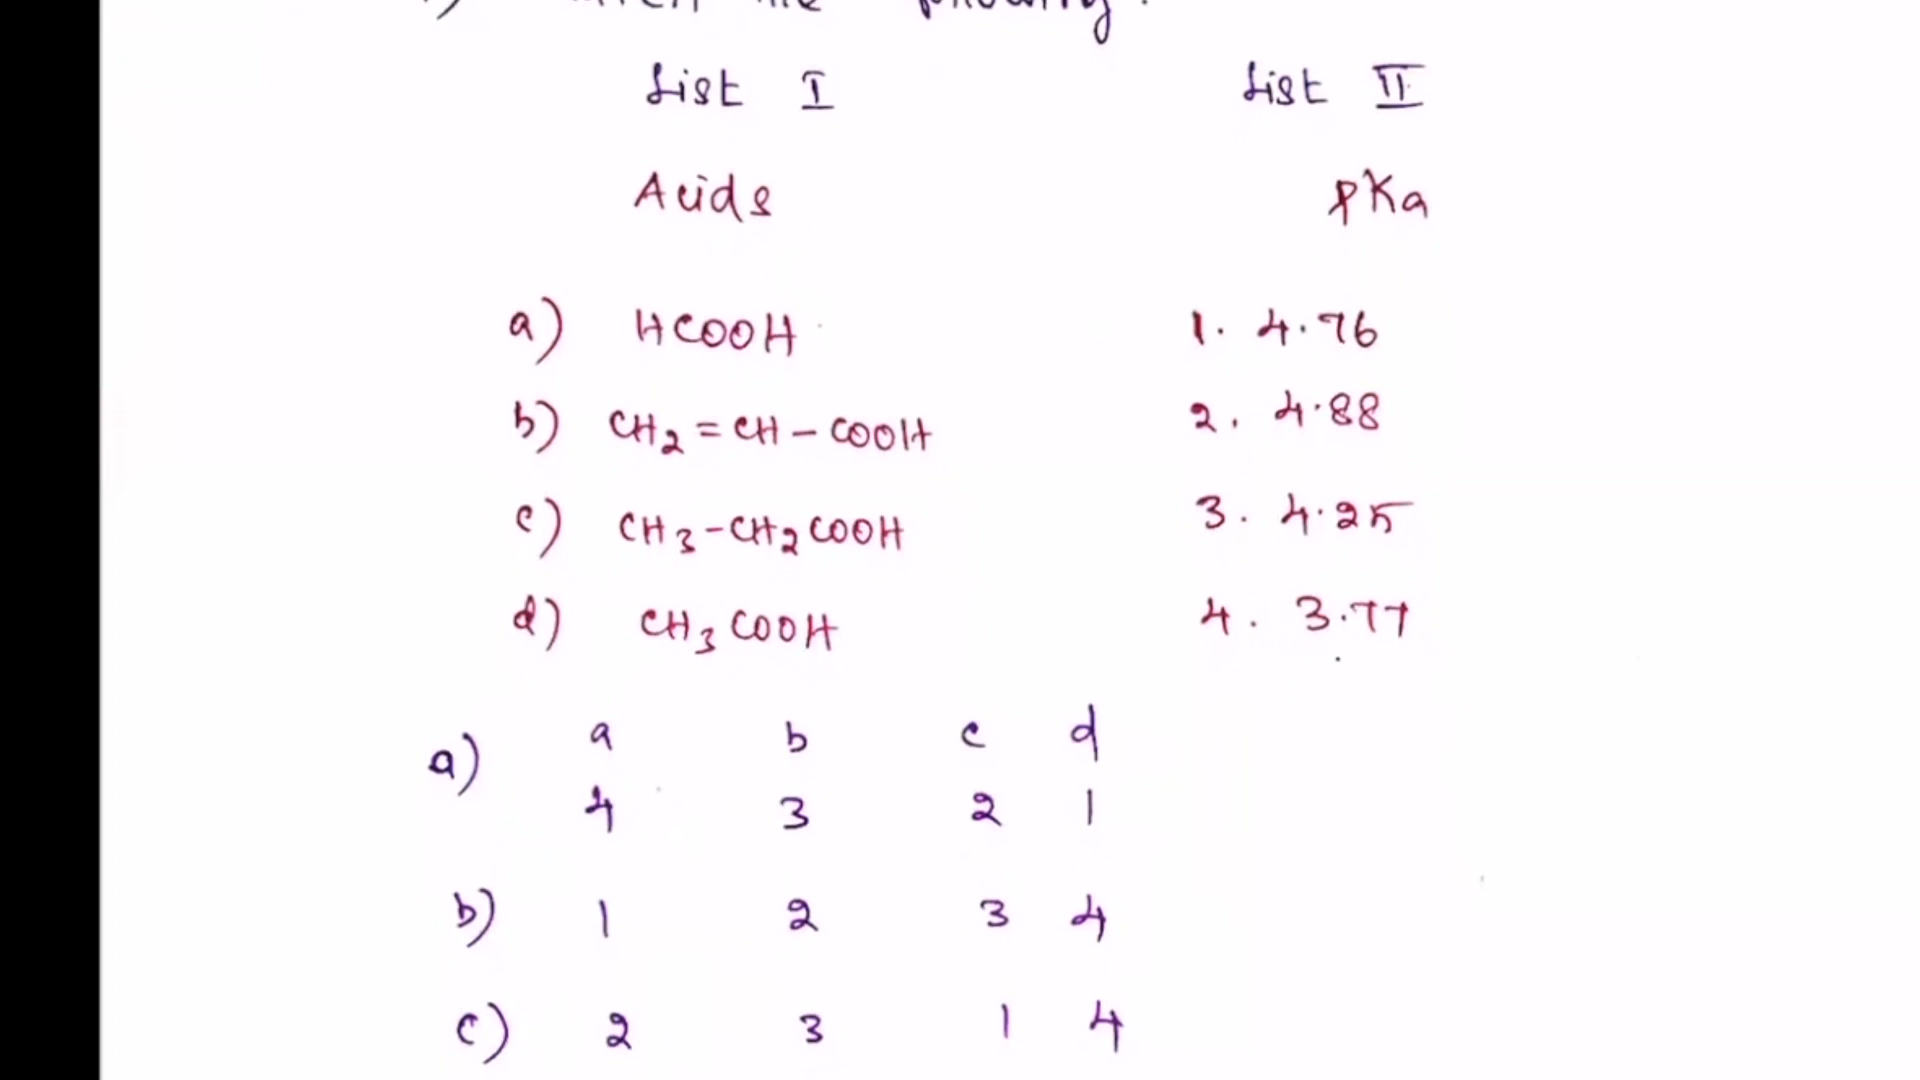 List I List II
Acids pKa
a) HCOOH 1. 4.76
b) CH2 = CH - COOH 2. 4.88
c) CH3-CH2COOH 3. 4.25
d) CH3COOH 4. 3.77
a b c d
a) 4 3 2 1
b) 1 2 3 4
c) 2 3 1 4